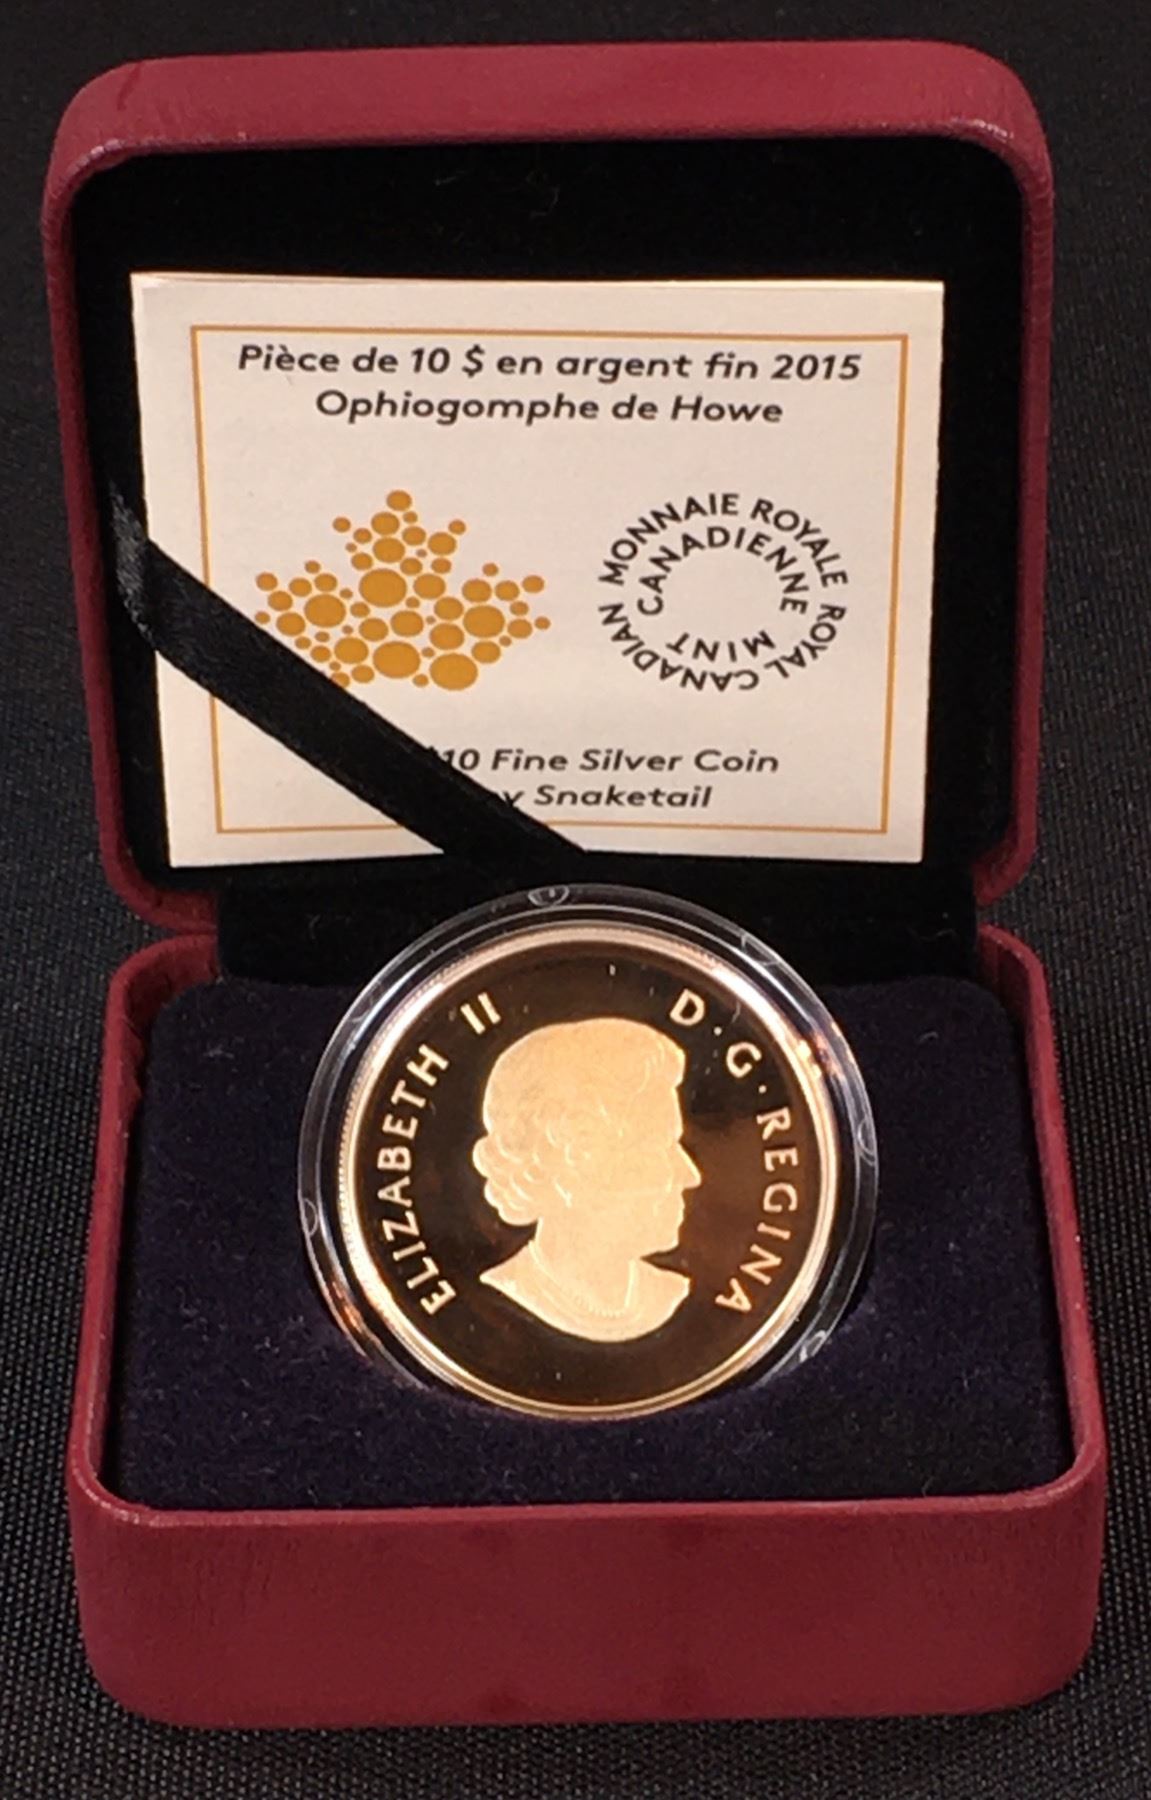 Pièce de 10 $ en argent fin 2015
Ophiogomphe de Howe
MONNAIE ROYALE CANADIENNE
ROYAL CANADIAN MINT
$10 Fine Silver Coin
Snaketail
ELIZABETH II D·G·REGINA